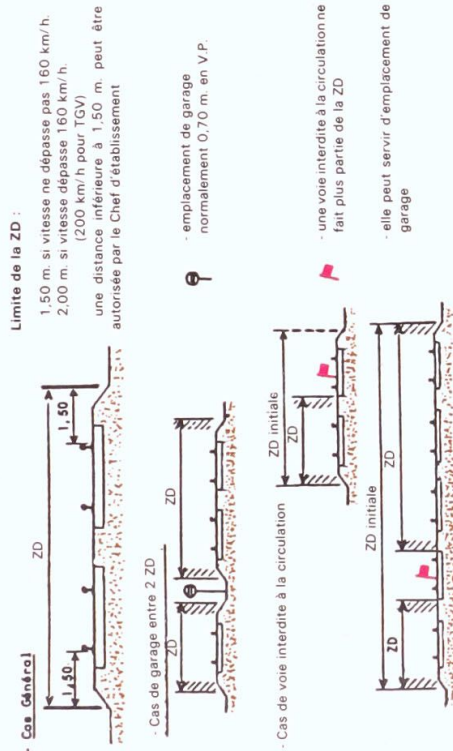 - Cas Général
ZD
1,50
1,50
Limite de la ZD :
1,50 m. si vitesse ne dépasse pas 160 km/h.
2,00 m. si vitesse dépasse 160 km/h.
(200 km/h pour TGV)
une distance inférieure à 1,50 m. peut être
autorisée par le Chef d'établissement
- Cas de garage entre 2 ZD
ZD
ZD
- emplacement de garage
normalement 0,70 m. en V.P.
- Cas de voie interdite à la circulation
ZD initiale
ZD
- une voie interdite à la circulation ne
fait plus partie de la ZD
ZD initiale
ZD
ZD
- elle peut servir d'emplacement de
garage